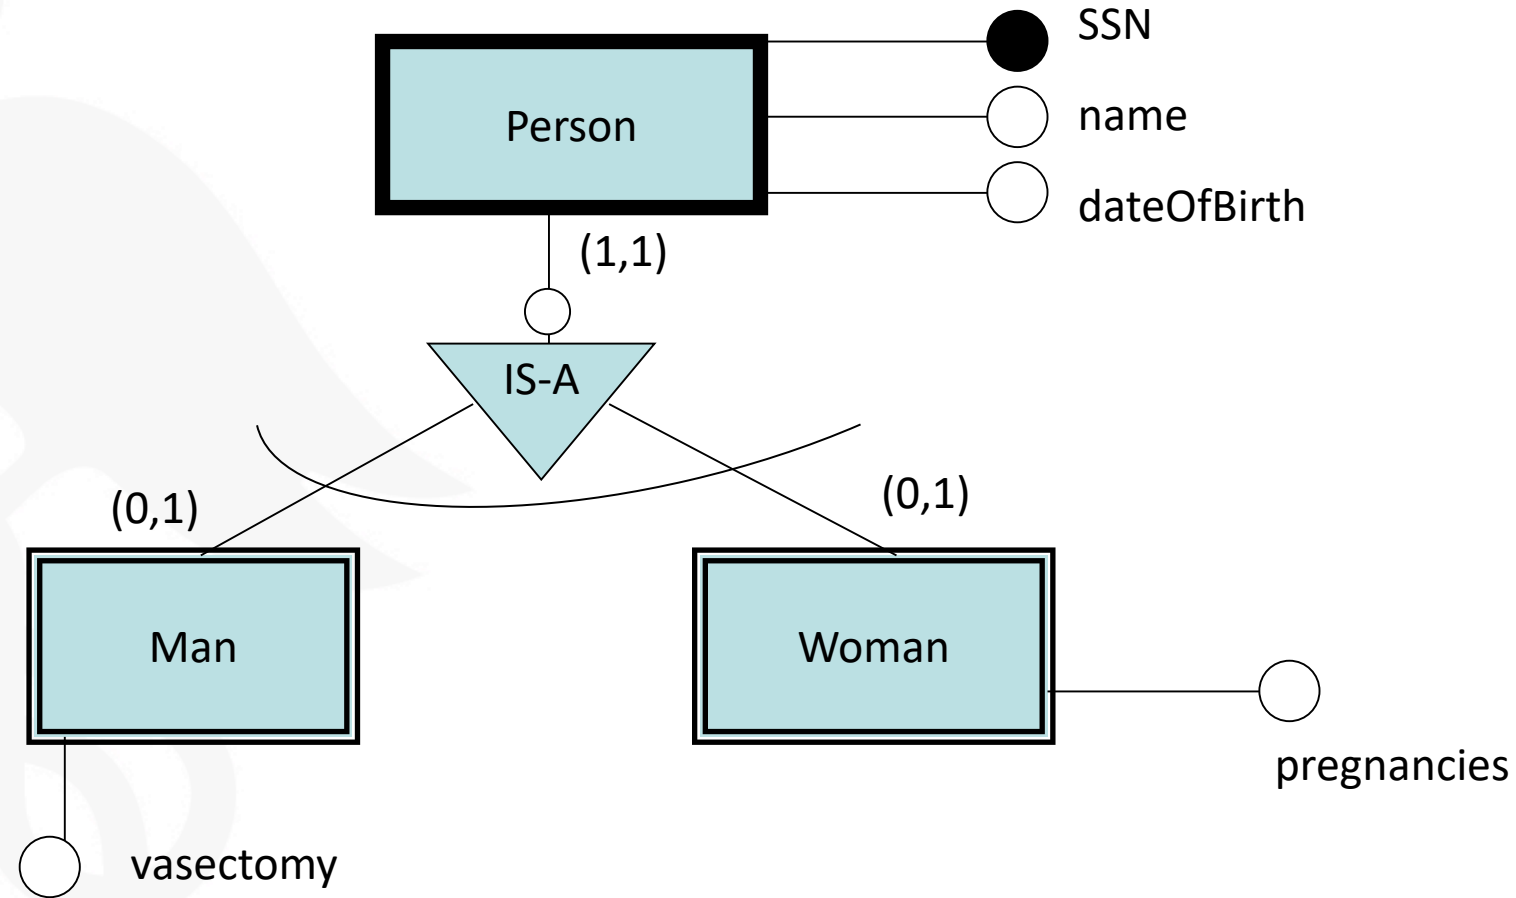 SSN
Person
name
dateOfBirth
(1,1)
IS-A
(0,1)
(0,1)
Man
Woman
pregnancies
vasectomy